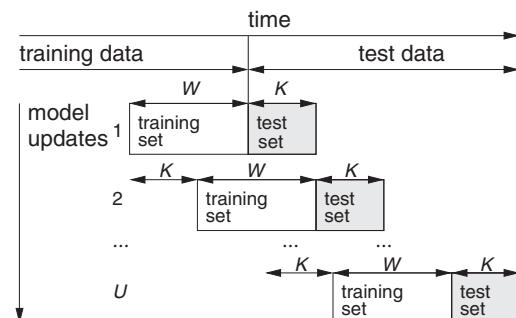 time
training data
test data
model
updates
W
K
1
training
set
test
set
K
W
K
2
training
set
test
set
...
...
...
K
W
K
U
training
set
test
set